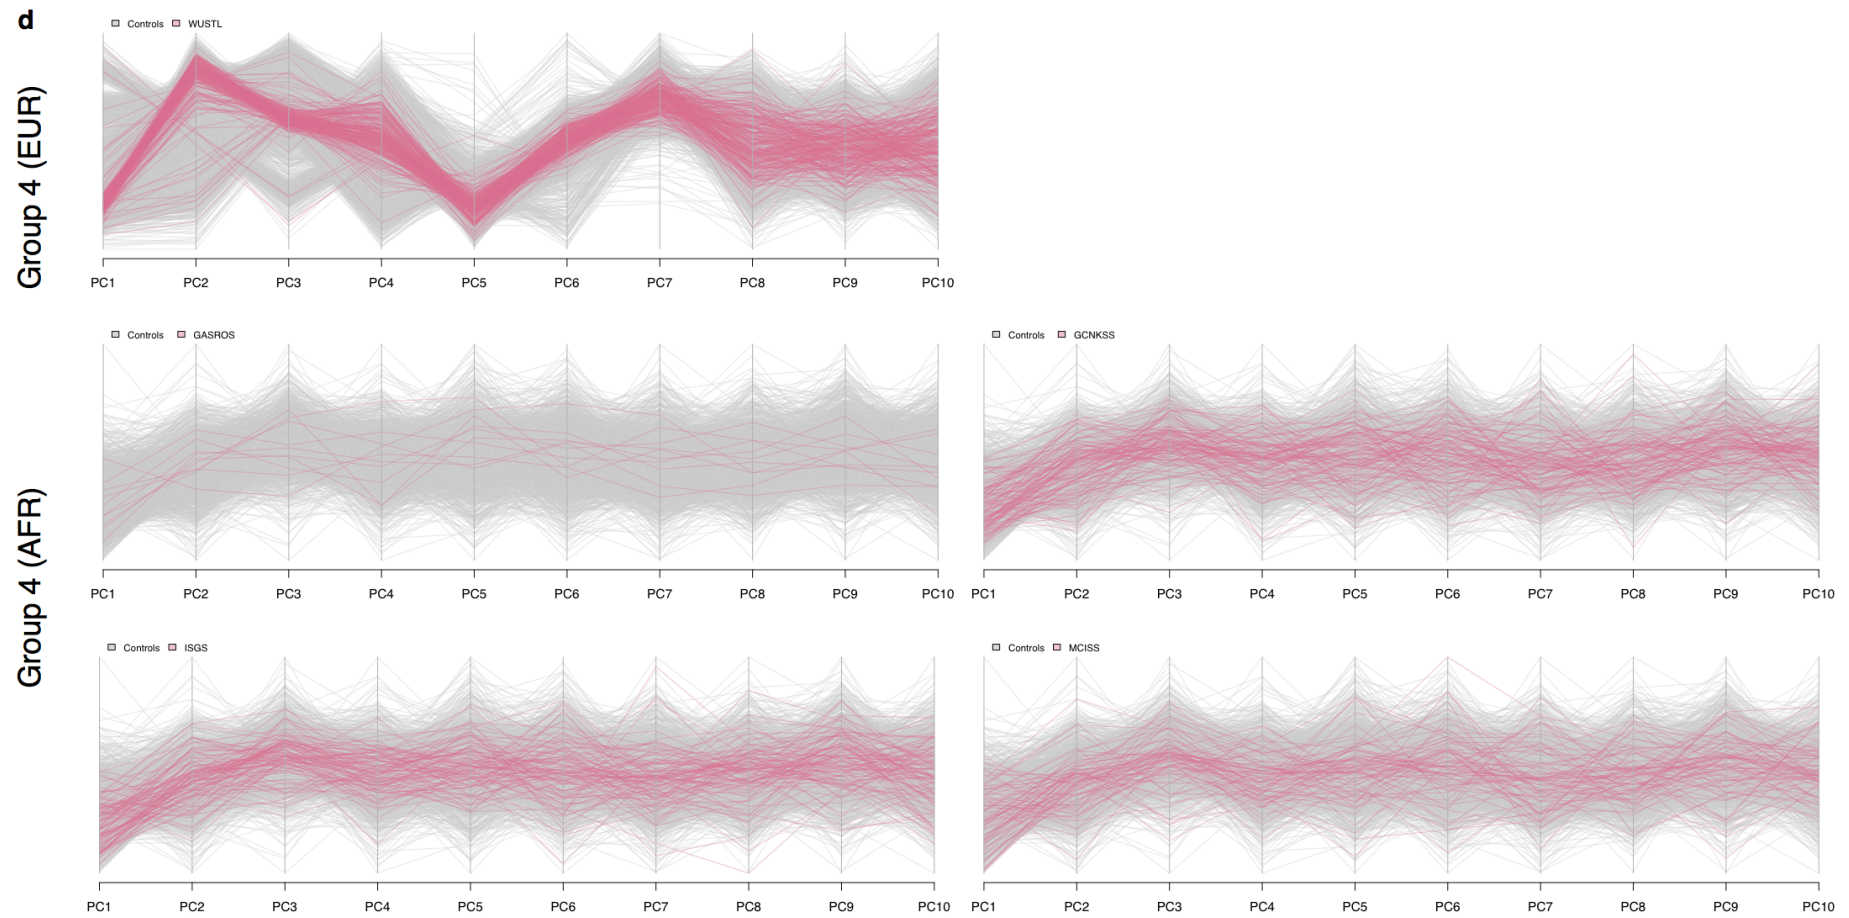 d
Controls WUSTL
Group 4 (EUR)
PC1 PC2 PC3 PC4 PC5 PC6 PC7 PC8 PC9 PC10
Controls GASROS
Controls GCNKSS
Group 4 (AFR)
PC1 PC2 PC3 PC4 PC5 PC6 PC7 PC8 PC9 PC10
PC1 PC2 PC3 PC4 PC5 PC6 PC7 PC8 PC9 PC10
Controls ISGS
Controls MCISS
PC1 PC2 PC3 PC4 PC5 PC6 PC7 PC8 PC9 PC10
PC1 PC2 PC3 PC4 PC5 PC6 PC7 PC8 PC9 PC10